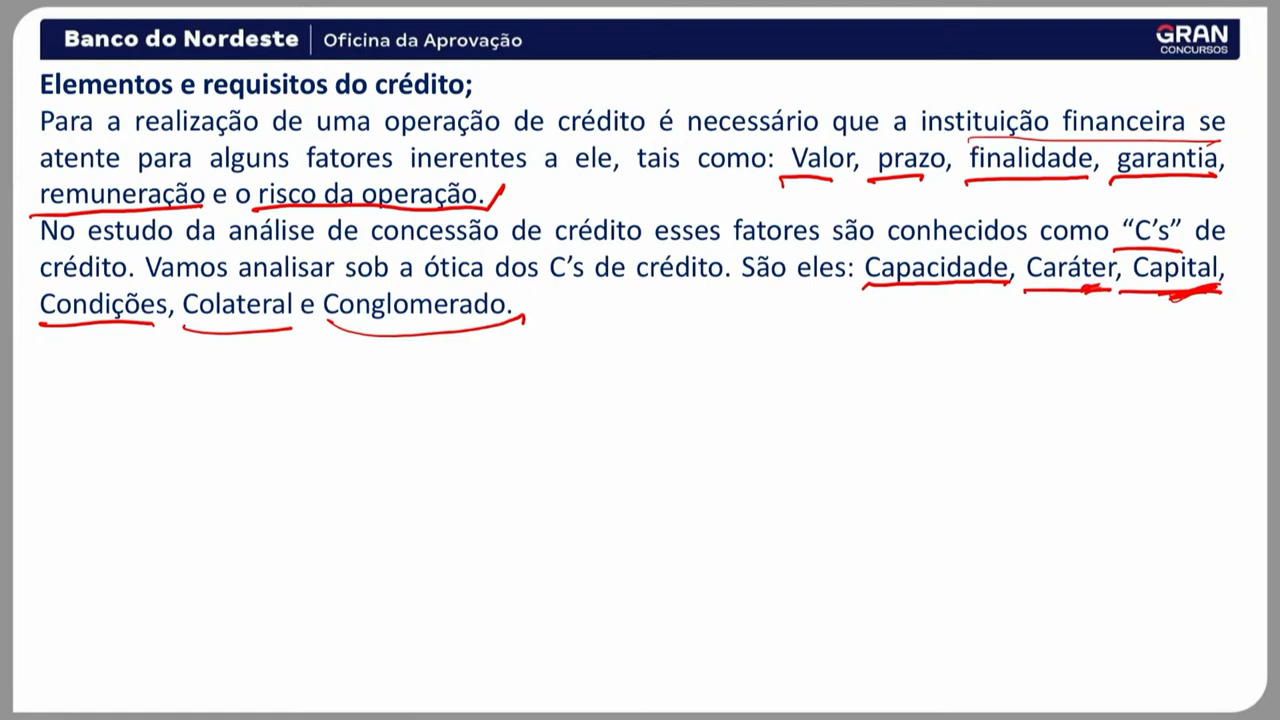 Banco do Nordeste | Oficina da Aprovação
GRAN
CONCURSOS
Elementos e requisitos do crédito;
Para a realização de uma operação de crédito é necessário que a instituição financeira se
atente para alguns fatores inerentes a ele, tais como: Valor, prazo, finalidade, garantia,
remuneração e o risco da operação.
No estudo da análise de concessão de crédito esses fatores são conhecidos como “C’s” de
crédito. Vamos analisar sob a ótica dos C’s de crédito. São eles: Capacidade, Caráter, Capital,
Condições, Colateral e Conglomerado.